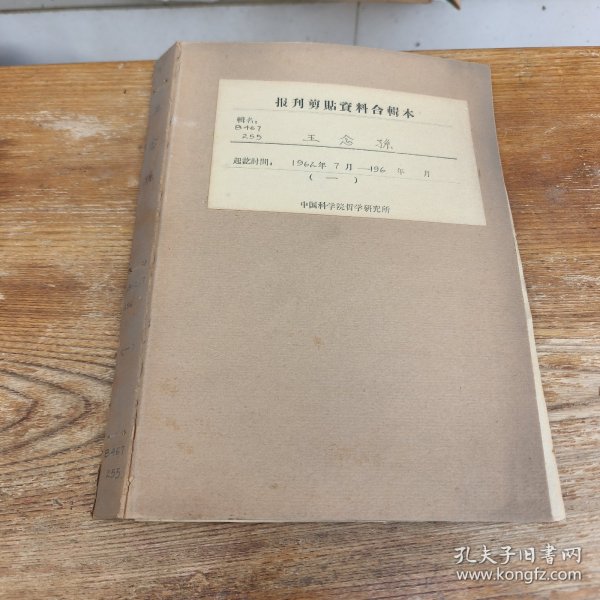 报刊剪貼資料合輯本
輯名:
B467
255
王念孫
起訖時間: 1962年 7月—196 年 月
(一)
中国科学院哲学研究所
B467
255
孔夫子旧书网
www.kongfz.com